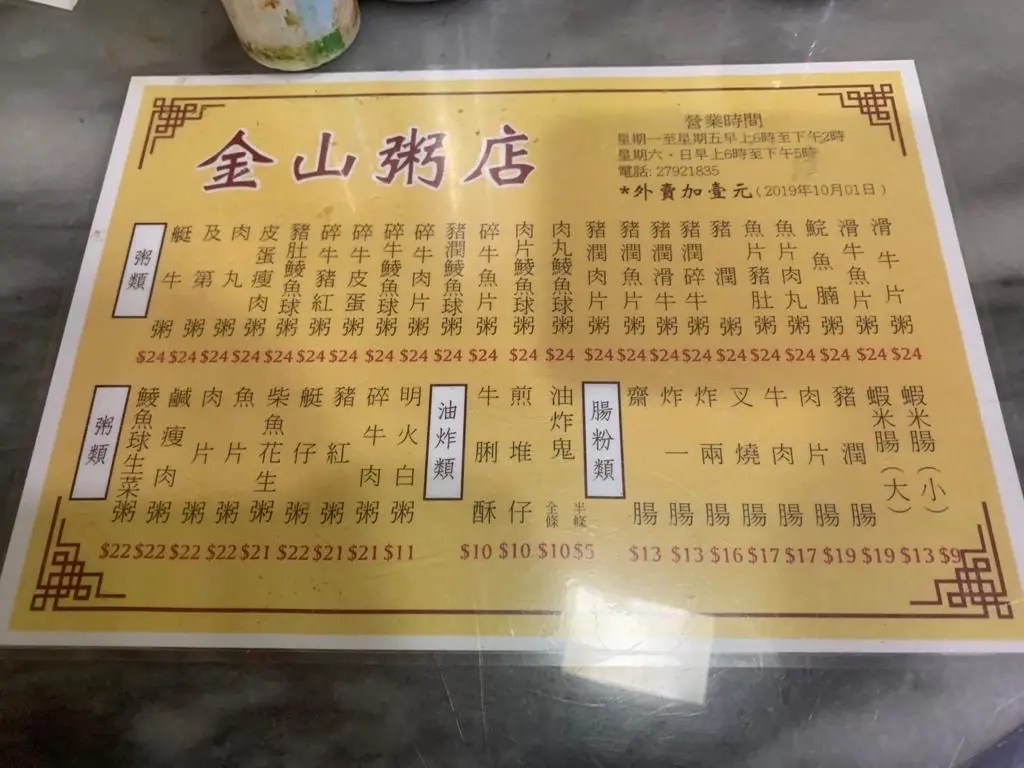 金山粥店
營業時間
星期一至星期五早上6時至下午2時
星期六・日早上6時至下午5時
電話: 27921835
*外賣加壹元(2019年10月01日)
粥類
艇牛粥
及第粥
肉丸粥
皮蛋瘦肉粥
豬肚鯪魚球粥
碎牛豬紅粥
碎牛皮蛋粥
碎牛鯪魚球粥
碎牛肉片粥
豬潤鯪魚球粥
碎牛魚片粥
肉片鯪魚球粥
肉丸鯪魚球粥
豬潤肉片粥
豬潤魚片粥
豬潤滑牛粥
豬潤碎牛粥
豬潤粥
魚片豬肚粥
魚片肉丸粥
鯇魚腩粥
滑牛魚片粥
滑牛片粥
$24 $24 $24 $24 $24 $24 $24 $24 $24 $24 $24 $24 $24 $24 $24 $24 $24 $24 $24 $24 $24 $24 $24
粥類
鯪魚球生菜粥
鹹瘦肉粥
肉片粥
魚片粥
柴魚花生粥
艇仔粥
豬紅粥
碎牛肉粥
明火白粥
$22 $22 $22 $22 $21 $22 $21 $21 $11
油炸類
牛脷酥
煎堆仔
油炸鬼
全條
半條
$10 $10 $10 $5
腸粉類
齋腸
炸一腸
炸兩腸
叉燒腸
牛肉腸
肉片腸
豬潤腸
蝦米腸(大)
蝦米腸(小)
$13 $13 $16 $17 $17 $19 $19 $13 $9